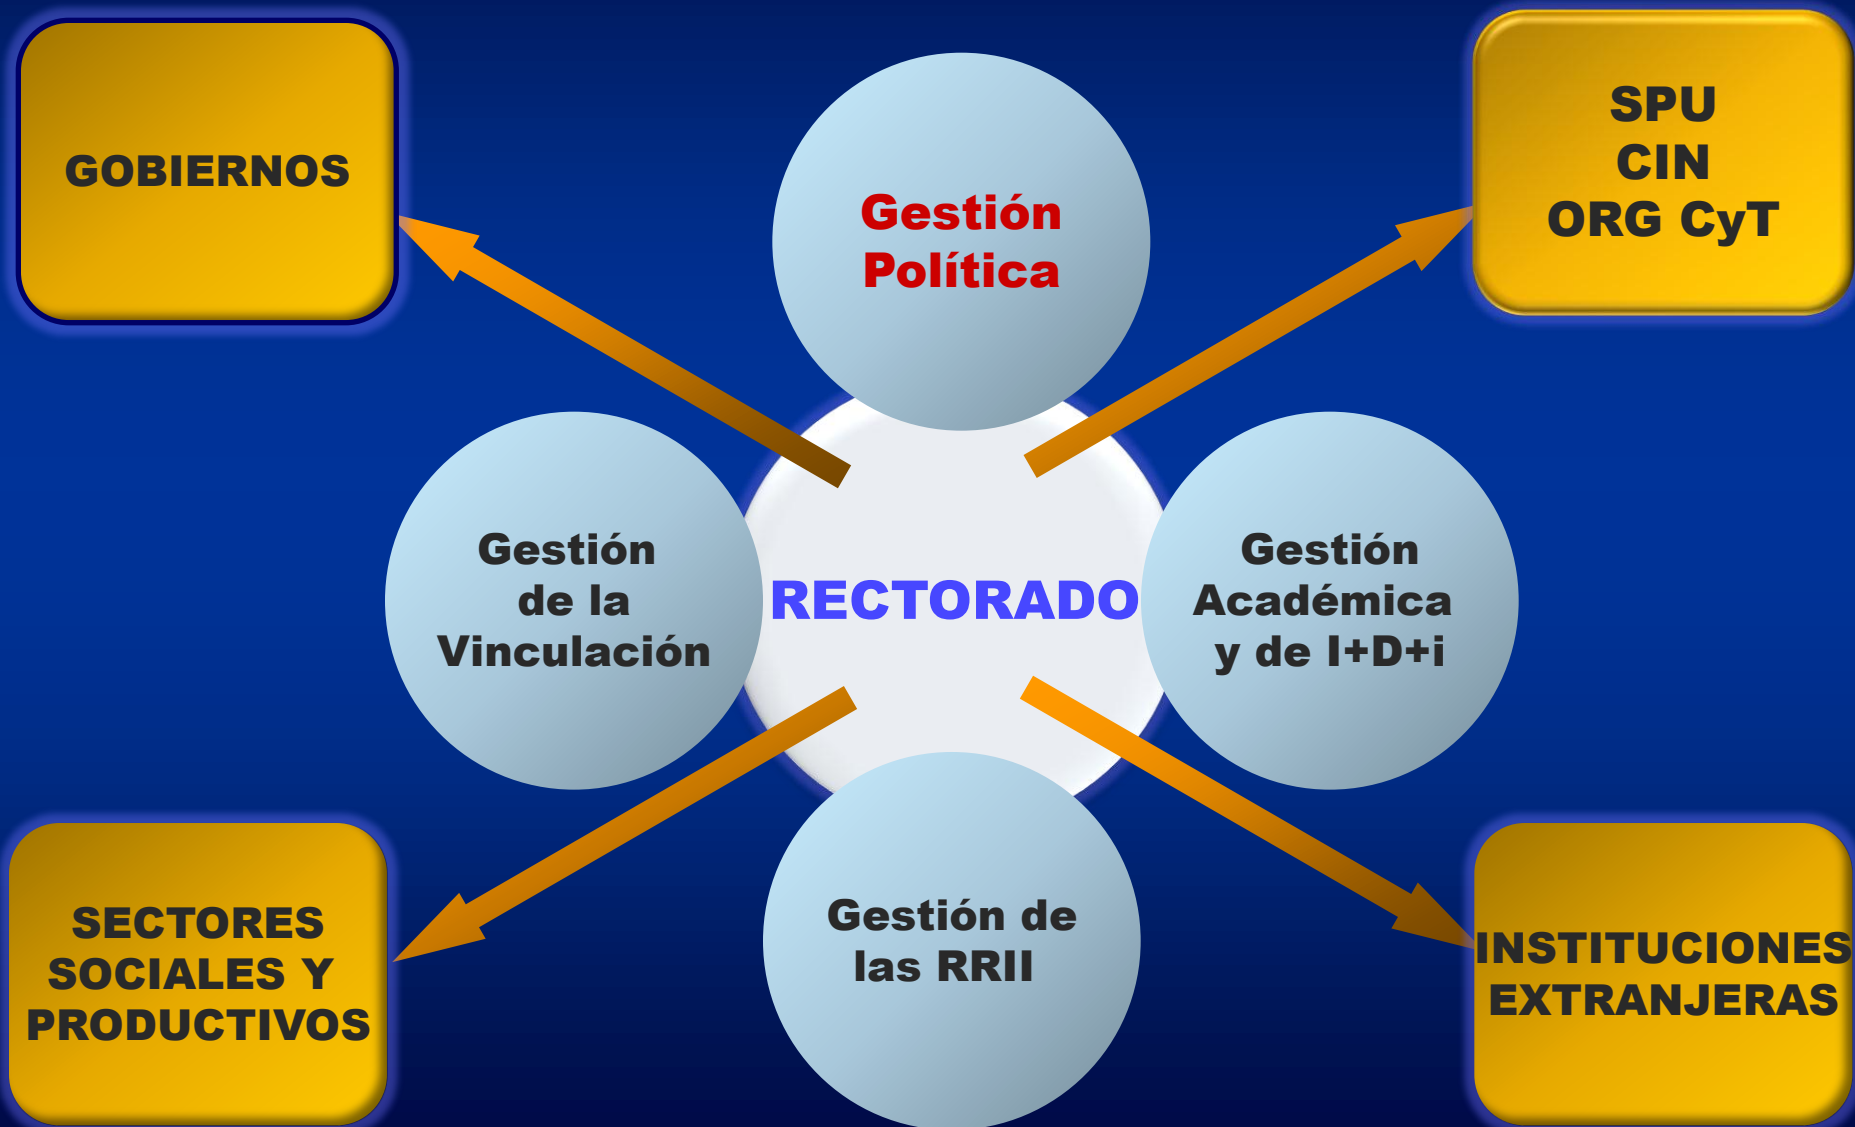 GOBIERNOS
Gestión
Política
SPU
CIN
ORG CyT
Gestión
de la
Vinculación
RECTORADO
Gestión
Académica
y de I+D+i
SECTORES
SOCIALES Y
PRODUCTIVOS
Gestión de
las RRII
INSTITUCIONES
EXTRANJERAS